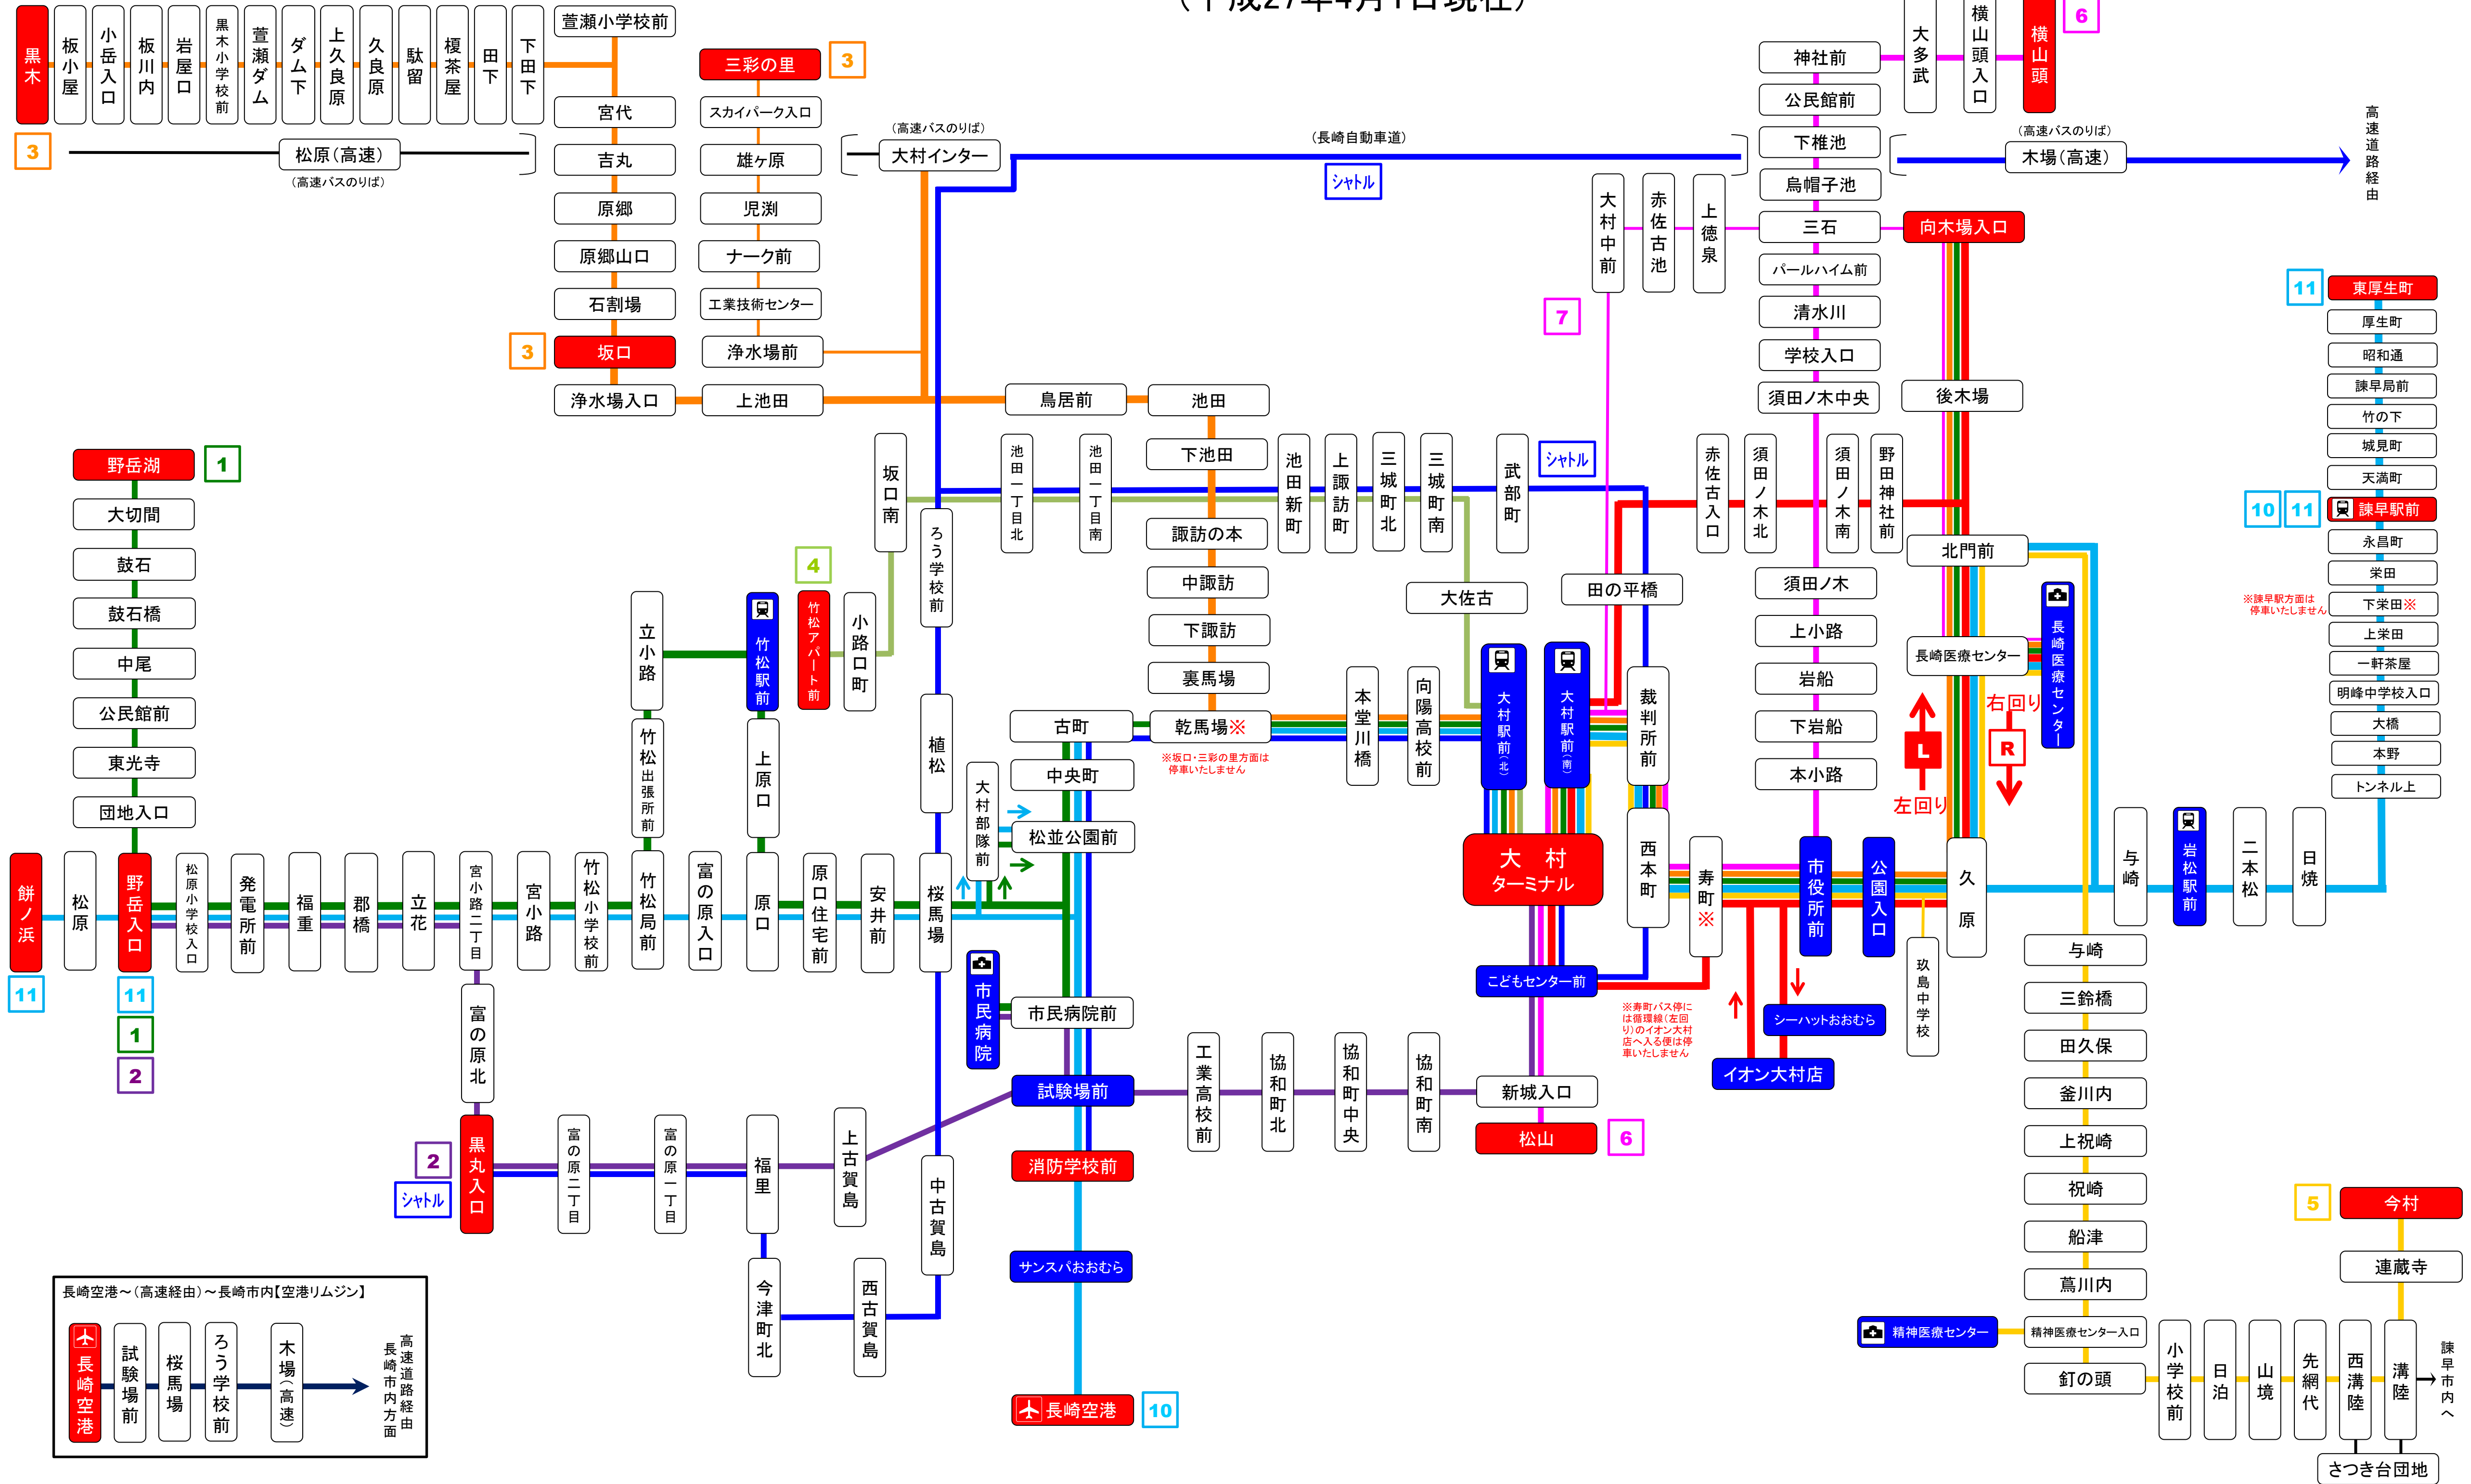 （平成27年4月1日現在）
黒木
板小屋
小岳入口
板川内
岩屋口
黒木小学校前
萱瀬ダム
ダム下
上久良原
久良原
駄留
榎茶屋
田下
下田下
3
松原（高速）
（高速バスのりば）
萱瀬小学校前
宮代
吉丸
原郷
原郷山口
石割場
3
坂口
浄水場入口
三彩の里
3
スカイパーク入口
雄ヶ原
児渕
ナーク前
工業技術センター
浄水場前
上池田
（高速バスのりば）
大村インター
（長崎自動車道）
シャトル
（高速バスのりば）
木場（高速）
高速道路経由
鳥居前
池田
下池田
諏訪の本
中諏訪
下諏訪
裏馬場
乾馬場※
※坂口・三彩の里方面は
停車いたしません
大多武
横山頭入口
横山頭
6
神社前
公民館前
下椎池
烏帽子池
三石
パールハイム前
清水川
学校入口
須田ノ木中央
須田ノ木
上小路
岩船
下岩船
本小路
大村中前
赤佐古池
上徳泉
7
向木場入口
後木場
北門前
長崎医療センター
長崎医療センター
L
左回り
右回り
R
11
東厚生町
厚生町
昭和通
諫早局前
竹の下
城見町
天満町
10
11
諫早駅前
永昌町
栄田
※諫早駅方面は
停車いたしません
下栄田※
上栄田
一軒茶屋
明峰中学校入口
大橋
本野
トンネル上
野岳湖
1
大切間
鼓石
鼓石橋
中尾
公民館前
東光寺
団地入口
坂口南
池田一丁目北
池田一丁目南
池田新町
上諏訪町
三城町北
三城町南
武部町
シャトル
赤佐古入口
須田ノ木北
須田ノ木南
野田神社前
ろう学校前
植松
4
竹松アパート前
小路口町
立小路
竹松駅前
竹松出張所前
上原口
大佐古
田の平橋
古町
中央町
松並公園前
大村部隊前
本堂川橋
向陽高校前
大村駅前（北）
大村駅前（南）
裁判所前
大　村
ターミナル
西本町
寿町※
市役所前
公園入口
久原
与崎
岩松駅前
二本松
日焼
餅ノ浜
松原
野岳入口
松原小学校入口
発電所前
福重
郡橋
立花
宮小路二丁目
宮小路
竹松小学校前
竹松局前
富の原入口
原口
原口住宅前
安井前
桜馬場
11
11
1
2
市民病院
市民病院前
こどもセンター前
※寿町バス停に
は循環線（左回
り）のイオン大村
店へ入る便は停
車いたしません
シーハットおおむら
イオン大村店
玖島中学校
富の原北
2
シャトル
黒丸入口
富の原二丁目
富の原一丁目
福里
上古賀島
中古賀島
今津町北
西古賀島
試験場前
消防学校前
サンスパおおむら
長崎空港
10
工業高校前
協和町北
協和町中央
協和町南
新城入口
松山
6
与崎
三鈴橋
田久保
釜川内
上祝崎
祝崎
船津
蔦川内
精神医療センター
精神医療センター入口
釘の頭
小学校前
日泊
山境
先網代
西溝陸
溝陸
諫早市内へ
5
今村
連蔵寺
さつき台団地
長崎空港～（高速経由）～長崎市内【空港リムジン】
長崎空港
試験場前
桜馬場
ろう学校前
木場（高速）
高速道路経由
長崎市内方面